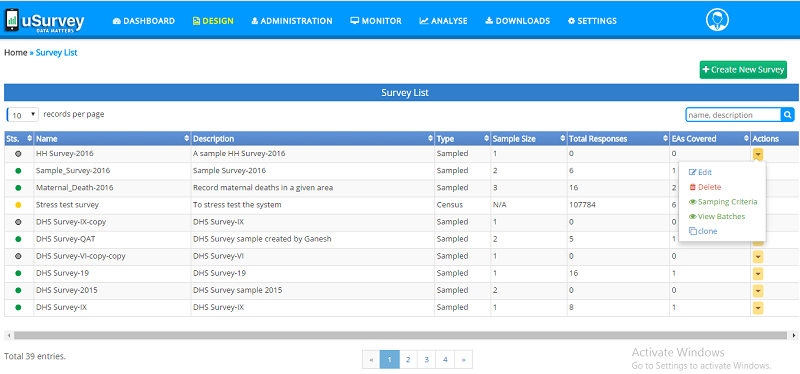 uSurvey
DATA MATTERS
DASHBOARD DESIGN ADMINISTRATION MONITOR ANALYSE DOWNLOADS SETTINGS
Home » Survey List
+ Create New Survey
Survey List
10 records per page name, description
Sts. Name Description Type Sample Size Total Responses EAs Covered Actions
HH Survey-2016 A sample HH Survey-2016 Sampled 1 0 0
Sample_Survey-2016 Sample Survey-2016 Sampled 2 6 1
Maternal_Death-2016 Record maternal deaths in a given area Sampled 3 16 2
Stress test survey To stress test the system Census N/A 107784 6
DHS Survey-IX-copy DHS Survey-IX Sampled 1 0 0
DHS Survey-QAT DHS Survey sample created by Ganesh Sampled 2 5 1
DHS Survey-VI-copy-copy DHS Survey-VI Sampled 1 0 0
DHS Survey-19 DHS Survey-19 Sampled 1 16 1
DHS Survey-2015 DHS Survey sample 2015 Sampled 2 0 0
DHS Survey-IX DHS Survey-IX Sampled 1 8 1
Edit
Delete
Samping Criteria
View Batches
clone
Total 39 entries. « 1 2 3 4 »
Activate Windows
Go to Settings to activate Windows.